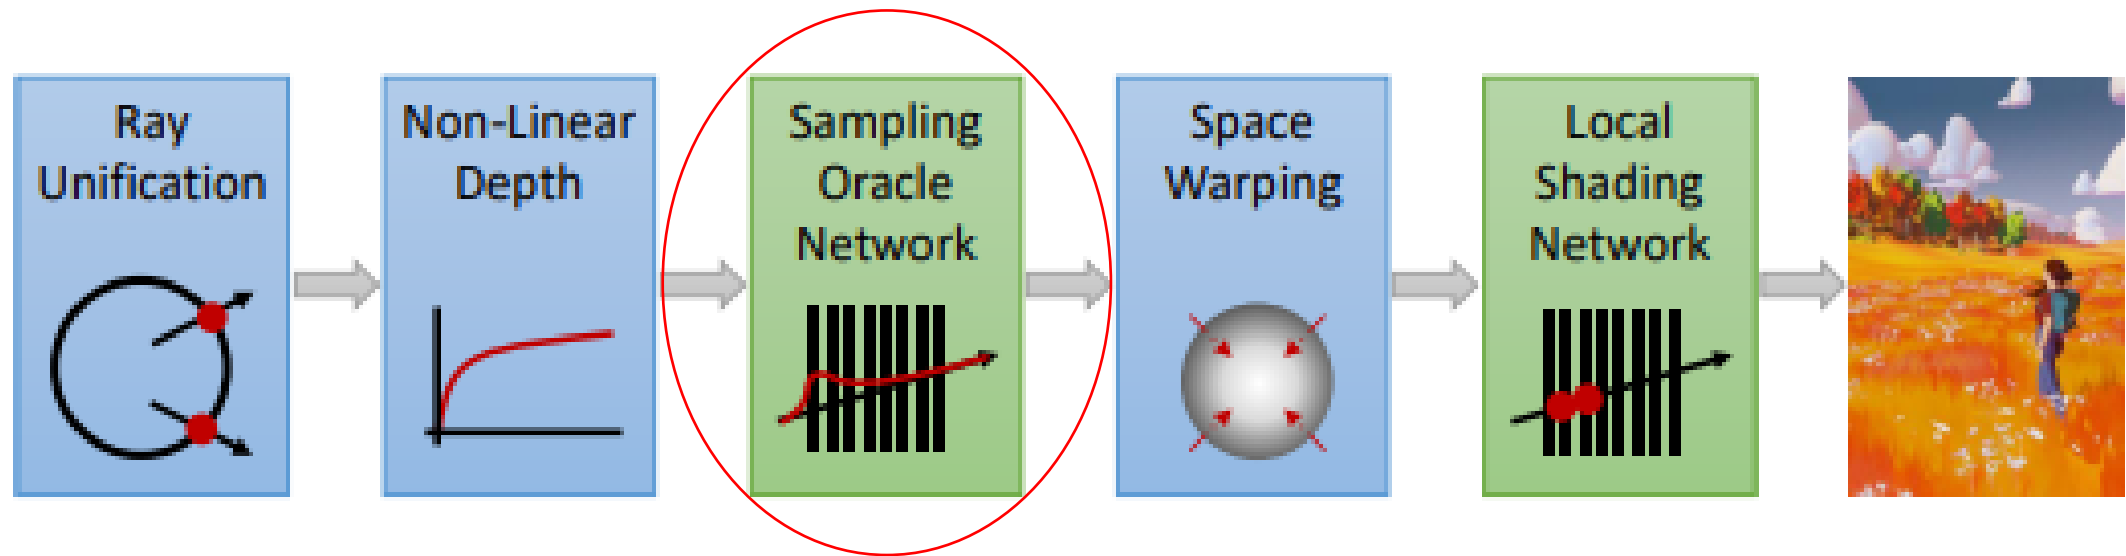 Ray
Unification
Non-Linear
Depth
Sampling
Oracle
Network
Space
Warping
Local
Shading
Network